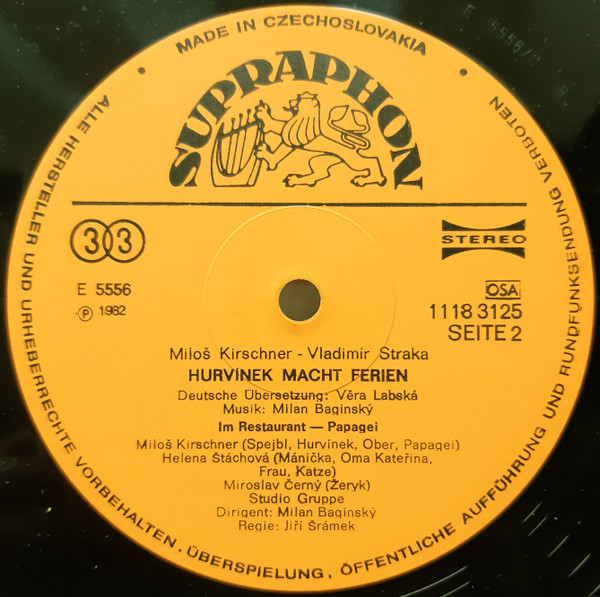 MADE IN CZECHOSLOVAKIA
ALLE HERSTELLER UND URHEBERRECHTE VORBEHALTEN. ÜBERSPIELUNG, ÖFFENTLICHE AUFFÜHRUNG UND RUNDFUNKSENDUNG VERBOTEN
SUPRAPHON
33
STEREO
E 5556
OSA
℗ 1982
1118 3125
SEITE 2
Miloš Kirschner - Vladimír Straka
HURVÍNEK MACHT FERIEN
Deutsche Übersetzung: Věra Labská
Musik: Milan Baginský
Im Restaurant — Papagei
Miloš Kirschner (Spejbl, Hurvínek, Ober, Papagei)
Helena Štáchová (Mánička, Oma Kateřina,
Frau, Katze)
Miroslav Černý (Žeryk)
Studio Gruppe
Dirigent: Milan Baginský
Regie: Jiří Šrámek